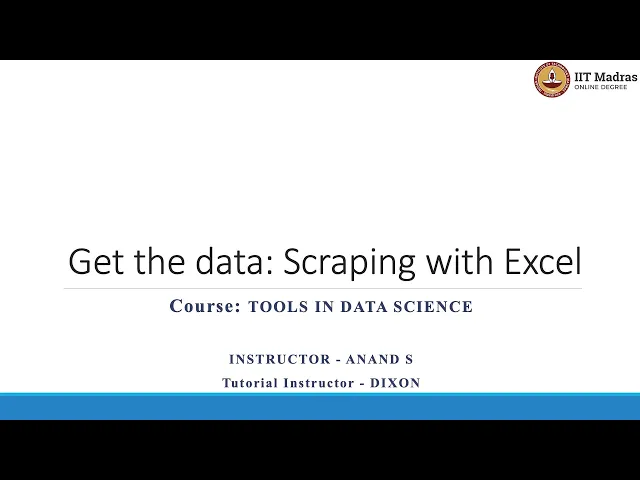 IIT Madras
ONLINE DEGREE
Get the data: Scraping with Excel
Course: TOOLS IN DATA SCIENCE
INSTRUCTOR - ANAND S
Tutorial Instructor - DIXON